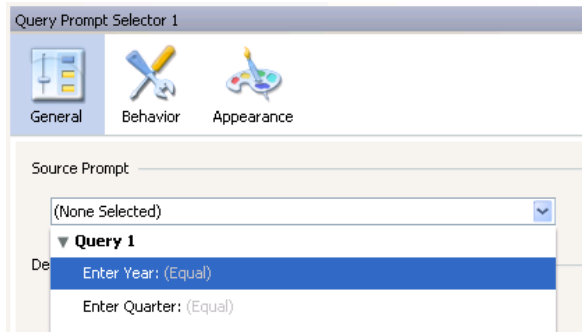 Query Prompt Selector 1
General Behavior Appearance
Source Prompt
(None Selected)
Query 1
De
Enter Year: (Equal)
Enter Quarter: (Equal)